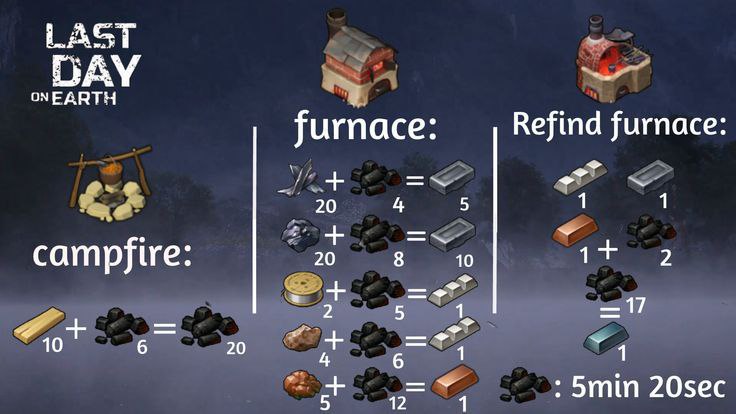 LAST
DAY
ON EARTH
campfire:
10 + 6 = 20
furnace:
20 + 4 = 5
20 + 8 = 10
2 + 5 = 1
4 + 6 = 1
5 + 12 = 1
Refind furnace:
1 1
1 + 2
17
=
1
: 5min 20sec